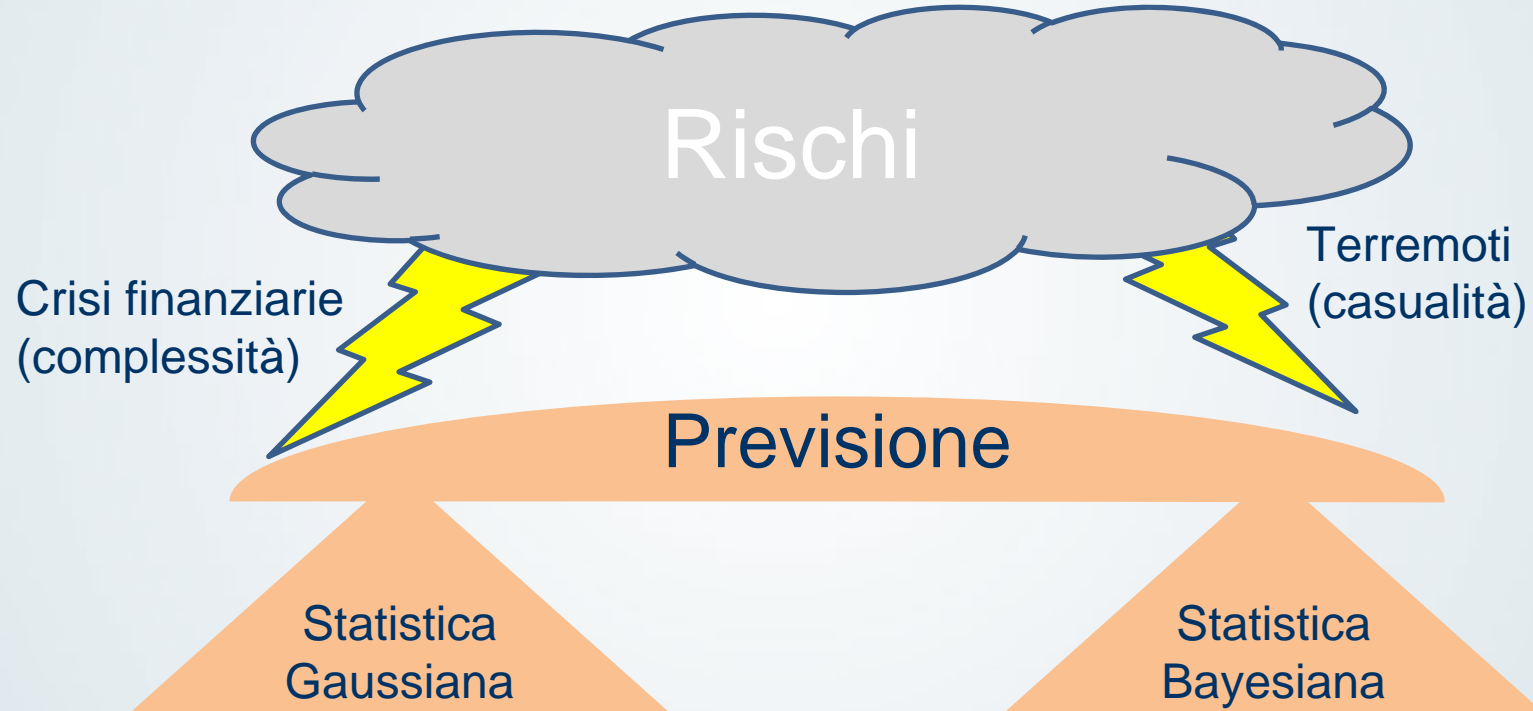 Rischi
Crisi finanziarie
(complessità)
Terremoti
(casualità)
Previsione
Statistica
Gaussiana
Statistica
Bayesiana